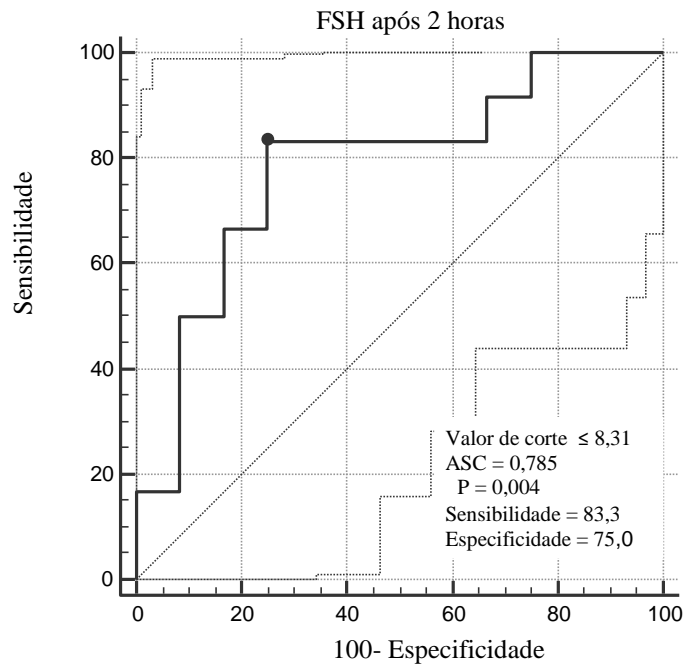 FSH após 2 horas
Sensibilidade
100
80
60
40
20
0
Valor de corte ≤ 8,31
ASC = 0,785
P = 0,004
Sensibilidade = 83,3
Especificidade = 75,0
0 20 40 60 80 100
100- Especificidade